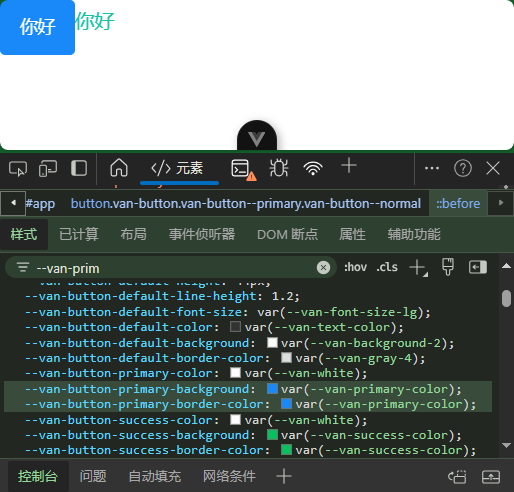 你好
你好
元素
#app button.van-button.van-button--primary.van-button--normal ::before
样式 已计算 布局 事件侦听器 DOM 断点 属性 辅助功能
--van-prim :hov .cls
--van-button-default-height: 44px;
--van-button-default-line-height: 1.2;
--van-button-default-font-size: var(--van-font-size-lg);
--van-button-default-color: var(--van-text-color);
--van-button-default-background: var(--van-background-2);
--van-button-default-border-color: var(--van-gray-4);
--van-button-primary-color: var(--van-white);
--van-button-primary-background: var(--van-primary-color);
--van-button-primary-border-color: var(--van-primary-color);
--van-button-success-color: var(--van-white);
--van-button-success-background: var(--van-success-color);
--van-button-success-border-color: var(--van-success-color);
控制台 问题 自动填充 网络条件